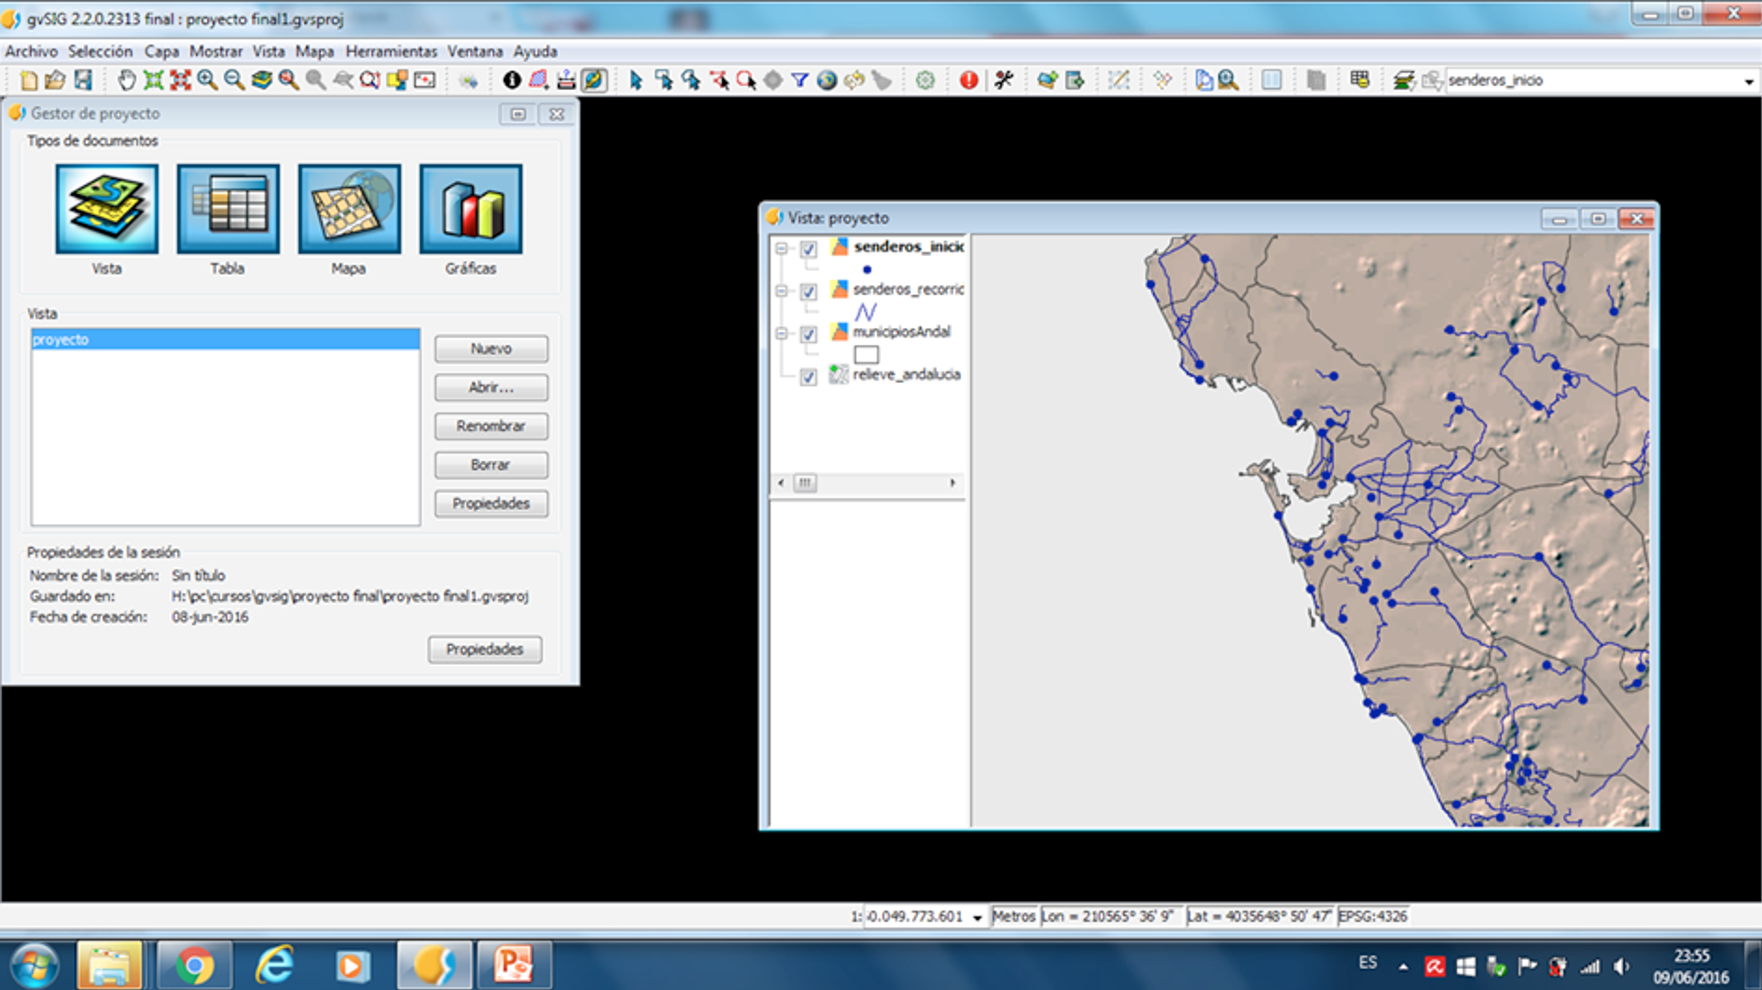 gvSIG 2.2.0.2313 final : proyecto final1.gvsproj
Archivo Selección Capa Mostrar Vista Mapa Herramientas Ventana Ayuda
senderos_inicio
Gestor de proyecto
Tipos de documentos
Vista Tabla Mapa Gráficas
Vista
proyecto
Nuevo
Abrir...
Renombrar
Borrar
Propiedades
Propiedades de la sesión
Nombre de la sesión: Sin título
Guardado en: H:\pc\cursos\gvsig\proyecto final\proyecto final1.gvsproj
Fecha de creación: 08-jun-2016
Propiedades
Vista: proyecto
senderos_inicio
senderos_recorric
municipiosAndal
relieve_andalucia
1: 0.049.773.601 Metros Lon = 210565° 36' 9" Lat = 4035648° 50' 47" EPSG:4326
ES
23:55
09/06/2016